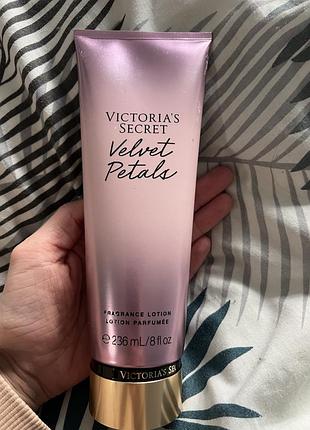 VICTORIA'S
SECRET
Velvet
Petals
FRAGRANCE LOTION
LOTION PARFUMÉE
℮ 236 mL/8 fl oz
VICTORIA'S SE